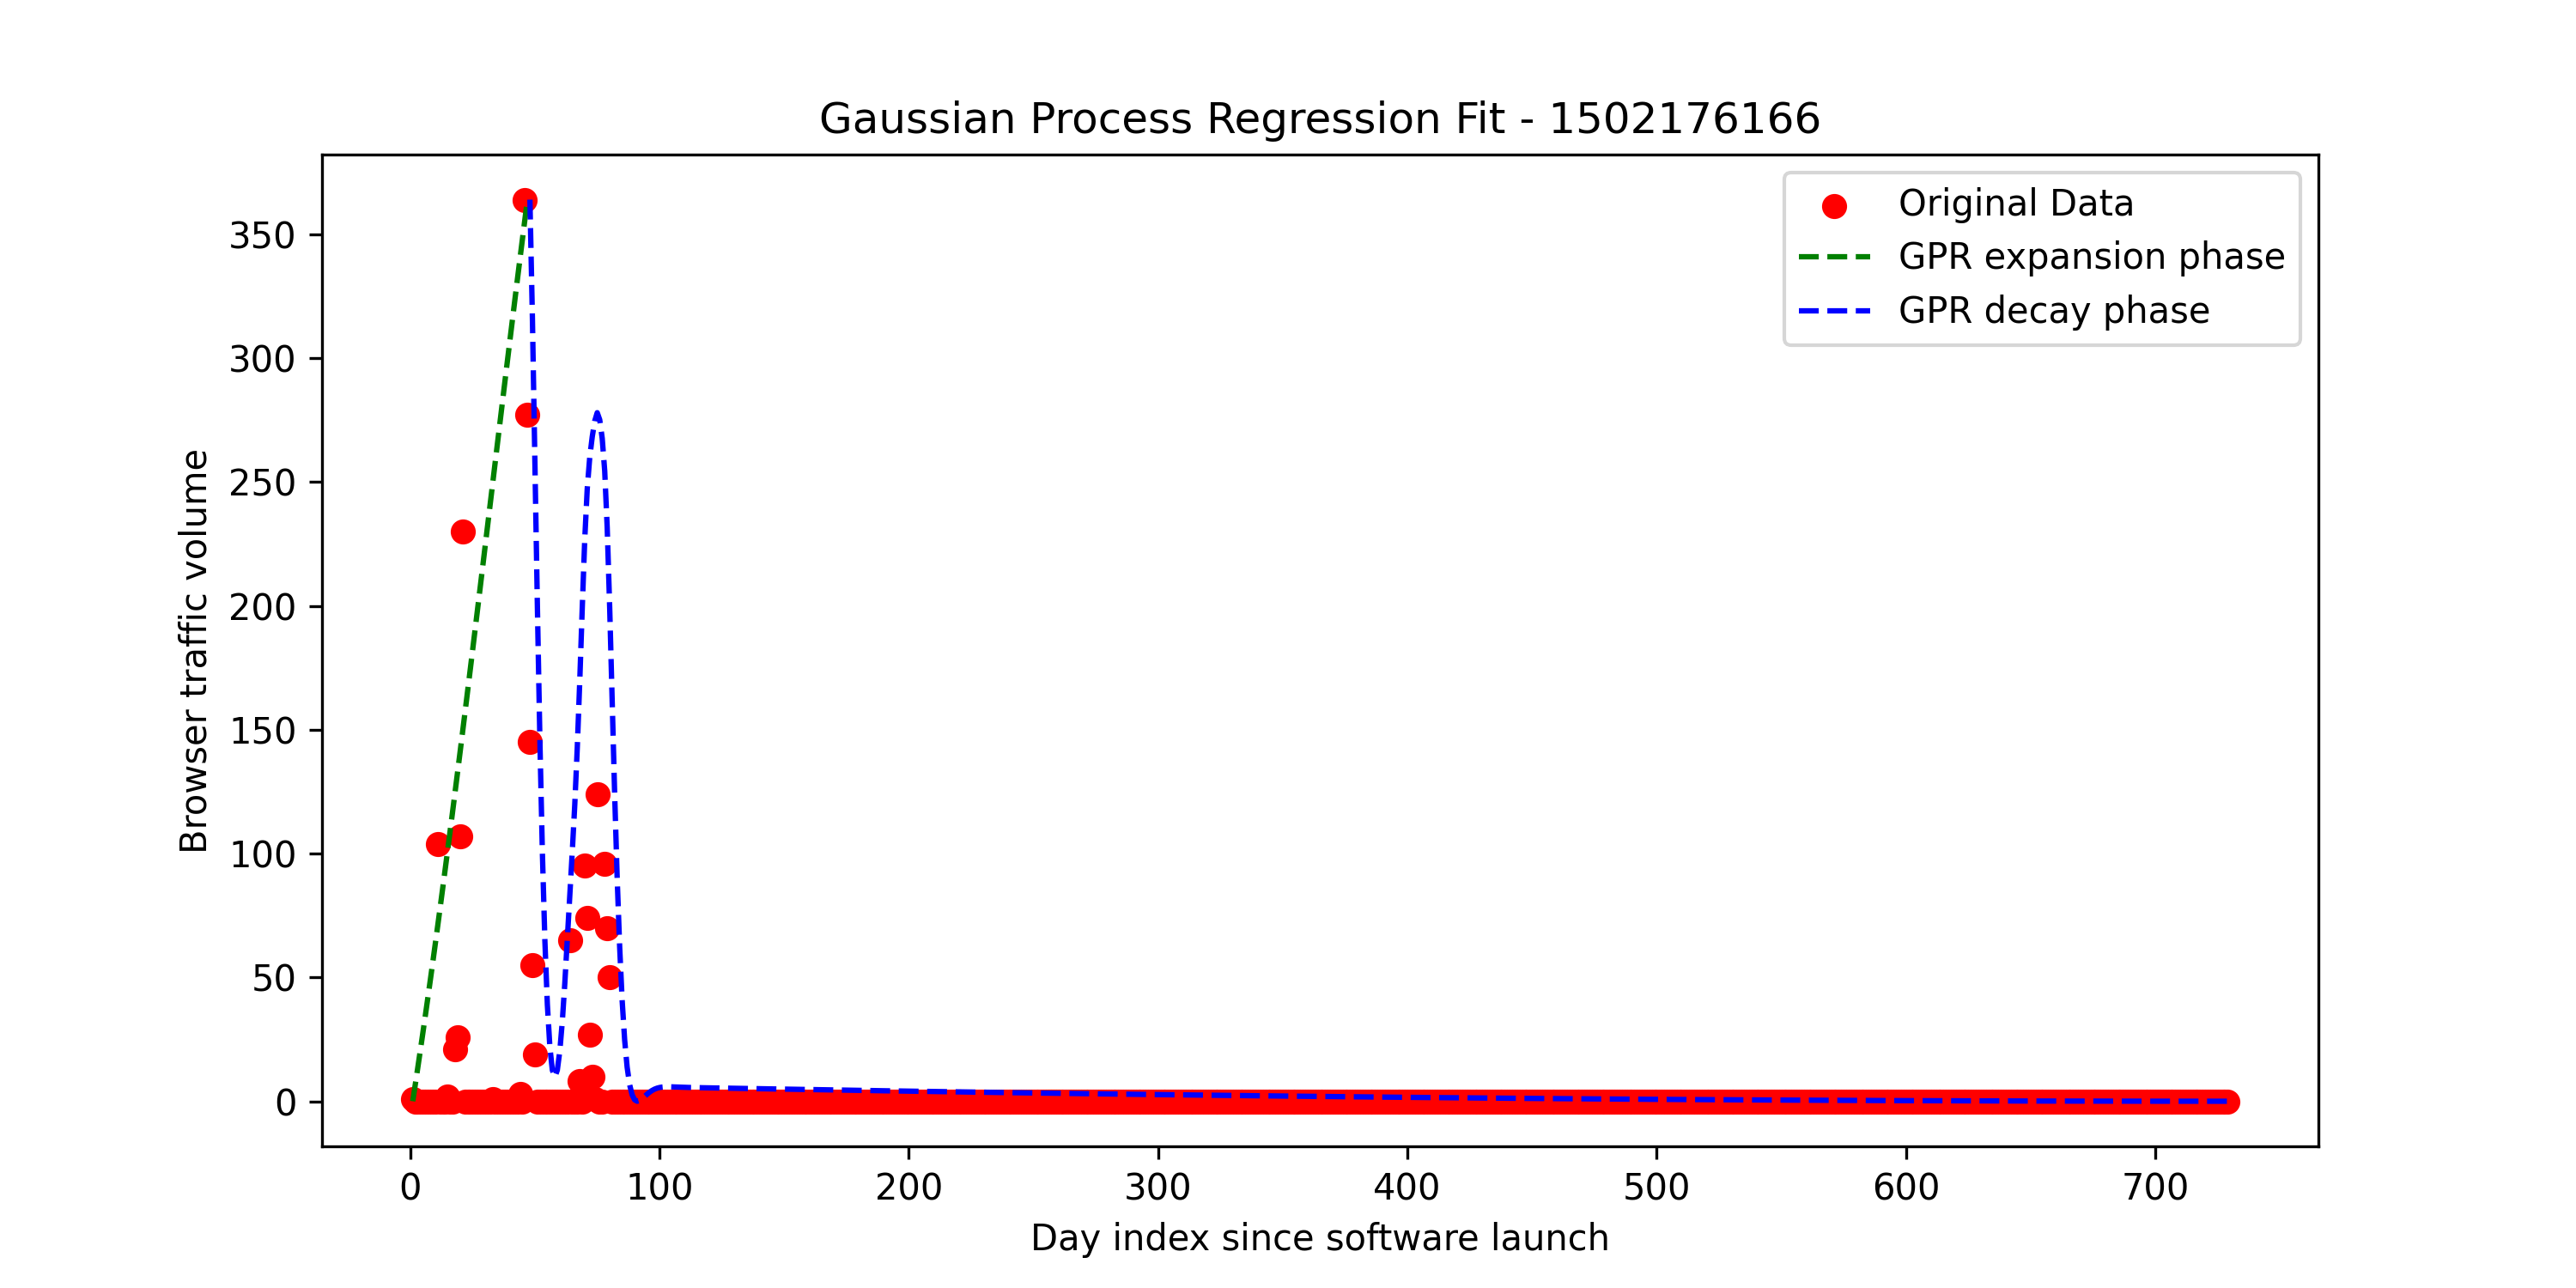 Gaussian Process Regression Fit - 1502176166
Original Data
GPR expansion phase
GPR decay phase
Browser traffic volume
350
300
250
200
150
100
50
0
0 100 200 300 400 500 600 700
Day index since software launch